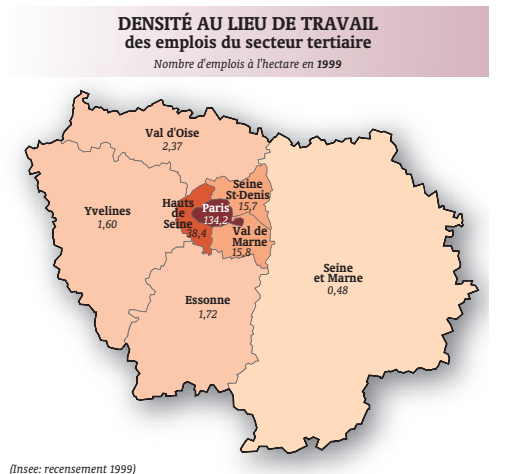 DENSITÉ AU LIEU DE TRAVAIL
des emplois du secteur tertiaire
Nombre d'emplois à l'hectare en 1999
Val d'Oise
2,37
Yvelines
1,60
Hauts
de
Seine
38,4
Paris
134,2
Seine
St-Denis
15,7
Val de
Marne
15,8
Seine
et Marne
0,48
Essonne
1,72
(Insee: recensement 1999)